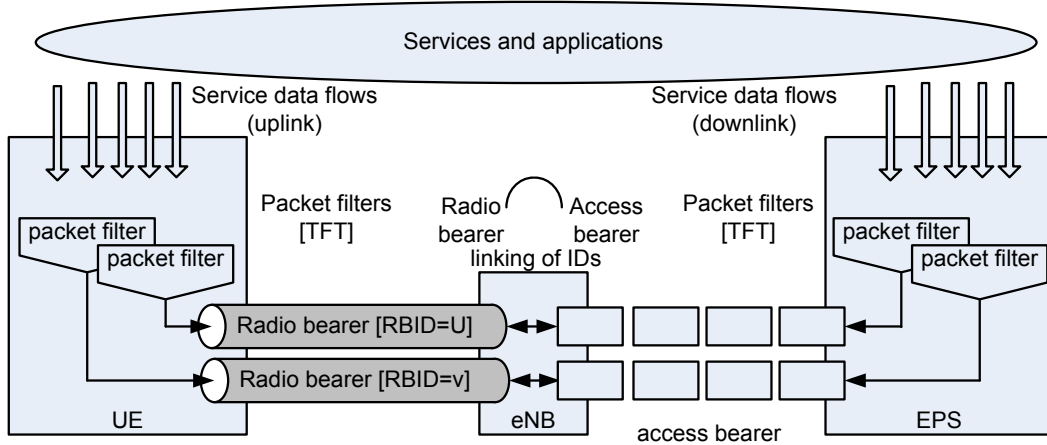 Services and applications
Service data flows
(uplink)
Service data flows
(downlink)
Packet filters
[TFT]
Radio
bearer
Access
bearer
linking of IDs
Packet filters
[TFT]
packet filter
packet filter
packet filter
packet filter
Radio bearer [RBID=U]
Radio bearer [RBID=v]
UE
eNB
access bearer
EPS